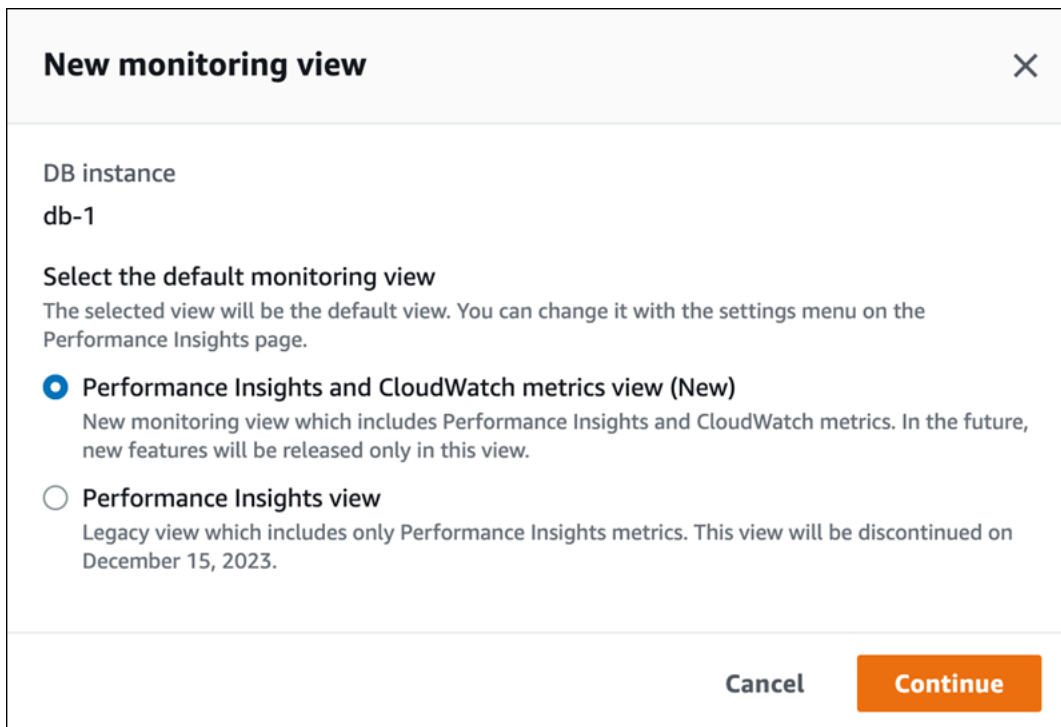 New monitoring view
DB instance
db-1
Select the default monitoring view
The selected view will be the default view. You can change it with the settings menu on the
Performance Insights page.
Performance Insights and CloudWatch metrics view (New)
New monitoring view which includes Performance Insights and CloudWatch metrics. In the future,
new features will be released only in this view.
Performance Insights view
Legacy view which includes only Performance Insights metrics. This view will be discontinued on
December 15, 2023.
Cancel Continue